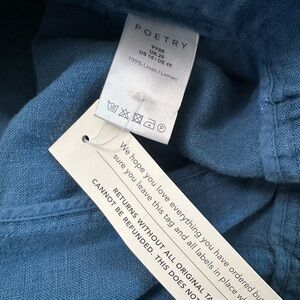 POETRY
UK 20
US 16 / DE 46
100% Linen / Leinen
We hope you love everything you have ordered
sure you leave this tag and all labels in place w
RETURNS WITHOUT ALL ORIGINAL TA
CANNOT BE REFUNDED. THIS DOES NO